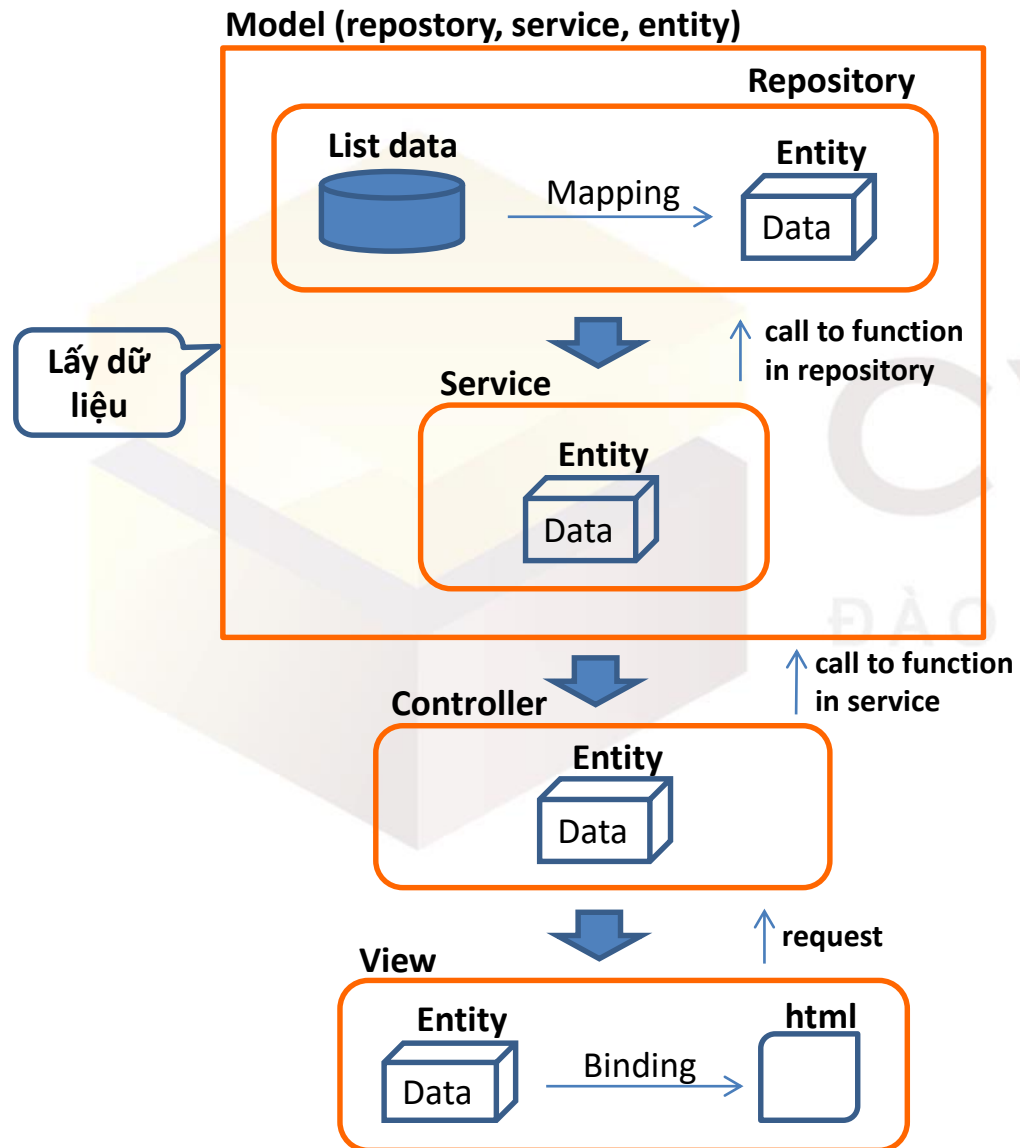 Model (repostory, service, entity)
Repository
List data
Entity
Mapping
Data
Lấy dữ
liệu
call to function
in repository
Service
Entity
Data
ĐÀO
call to function
in service
Controller
Entity
Data
request
View
Entity
html
Data
Binding